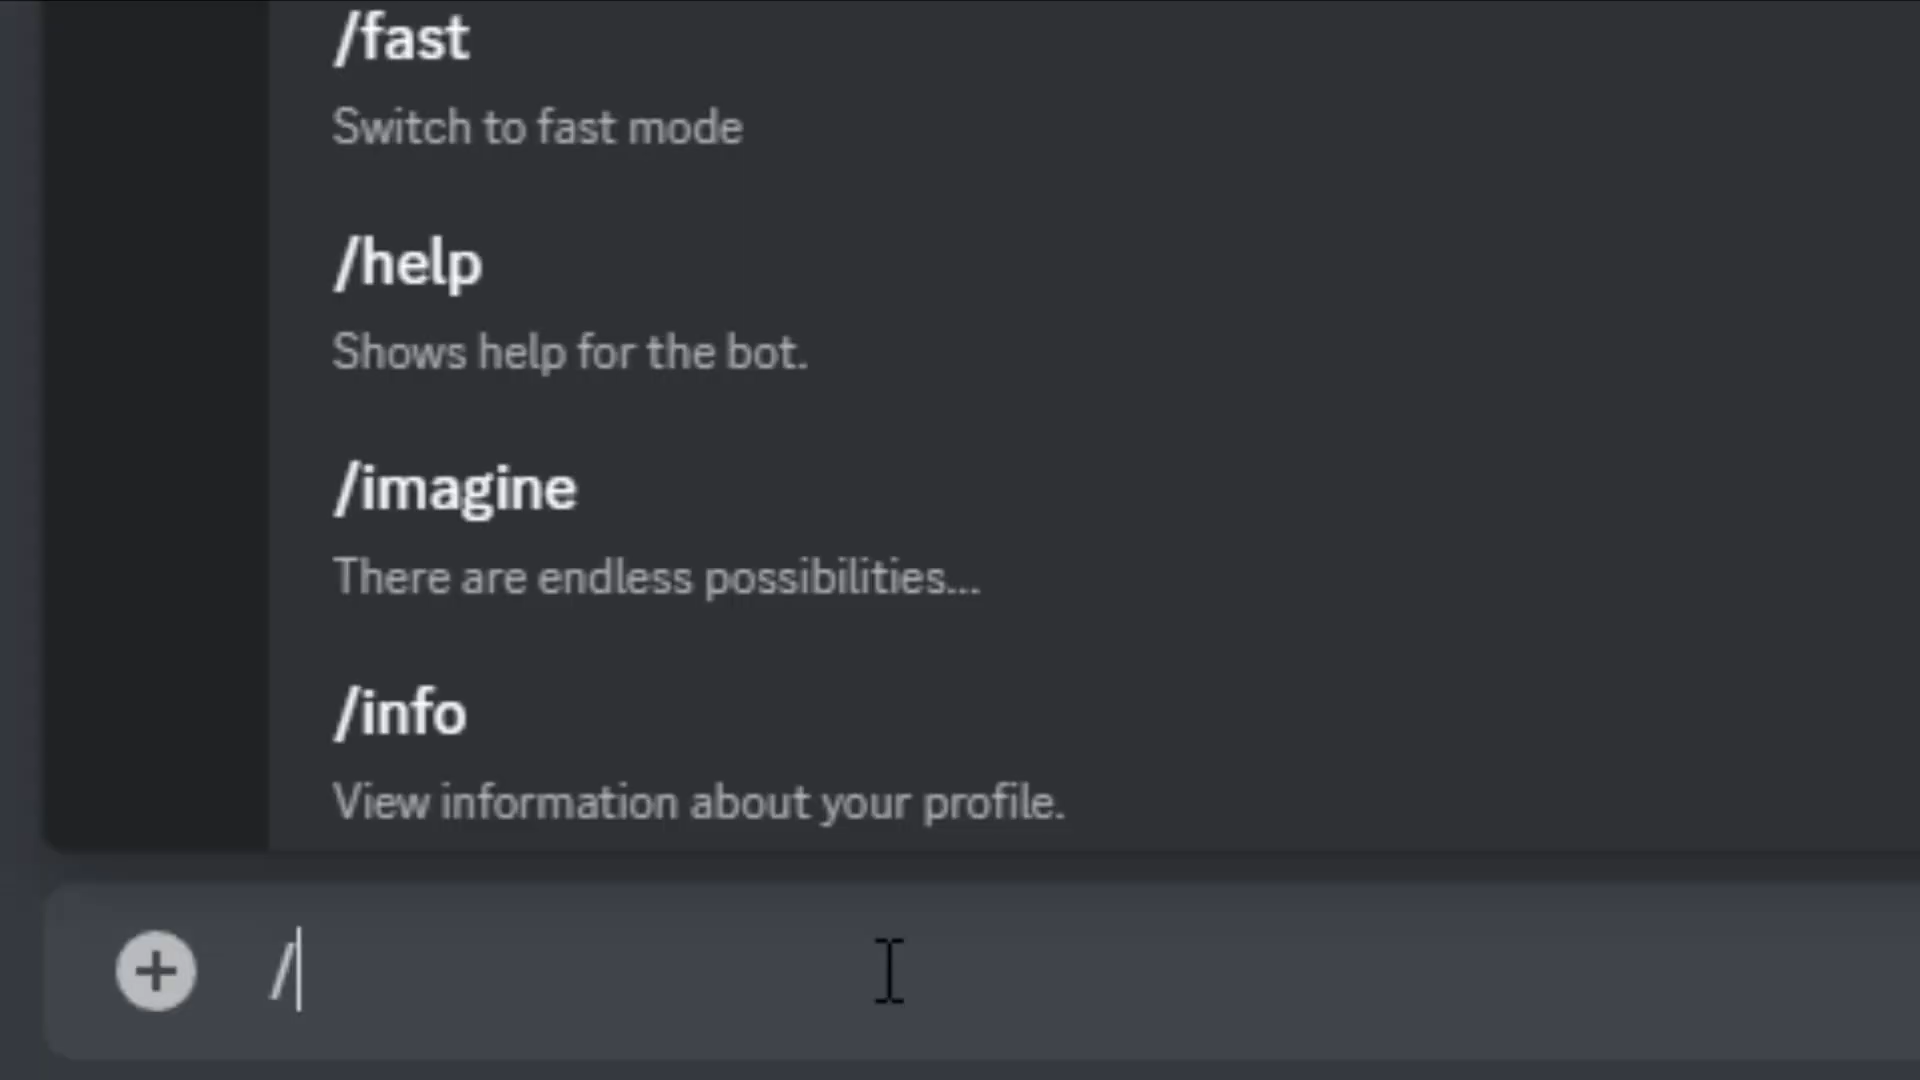 /fast
Switch to fast mode
/help
Shows help for the bot.
/imagine
There are endless possibilities...
/info
View information about your profile.
/